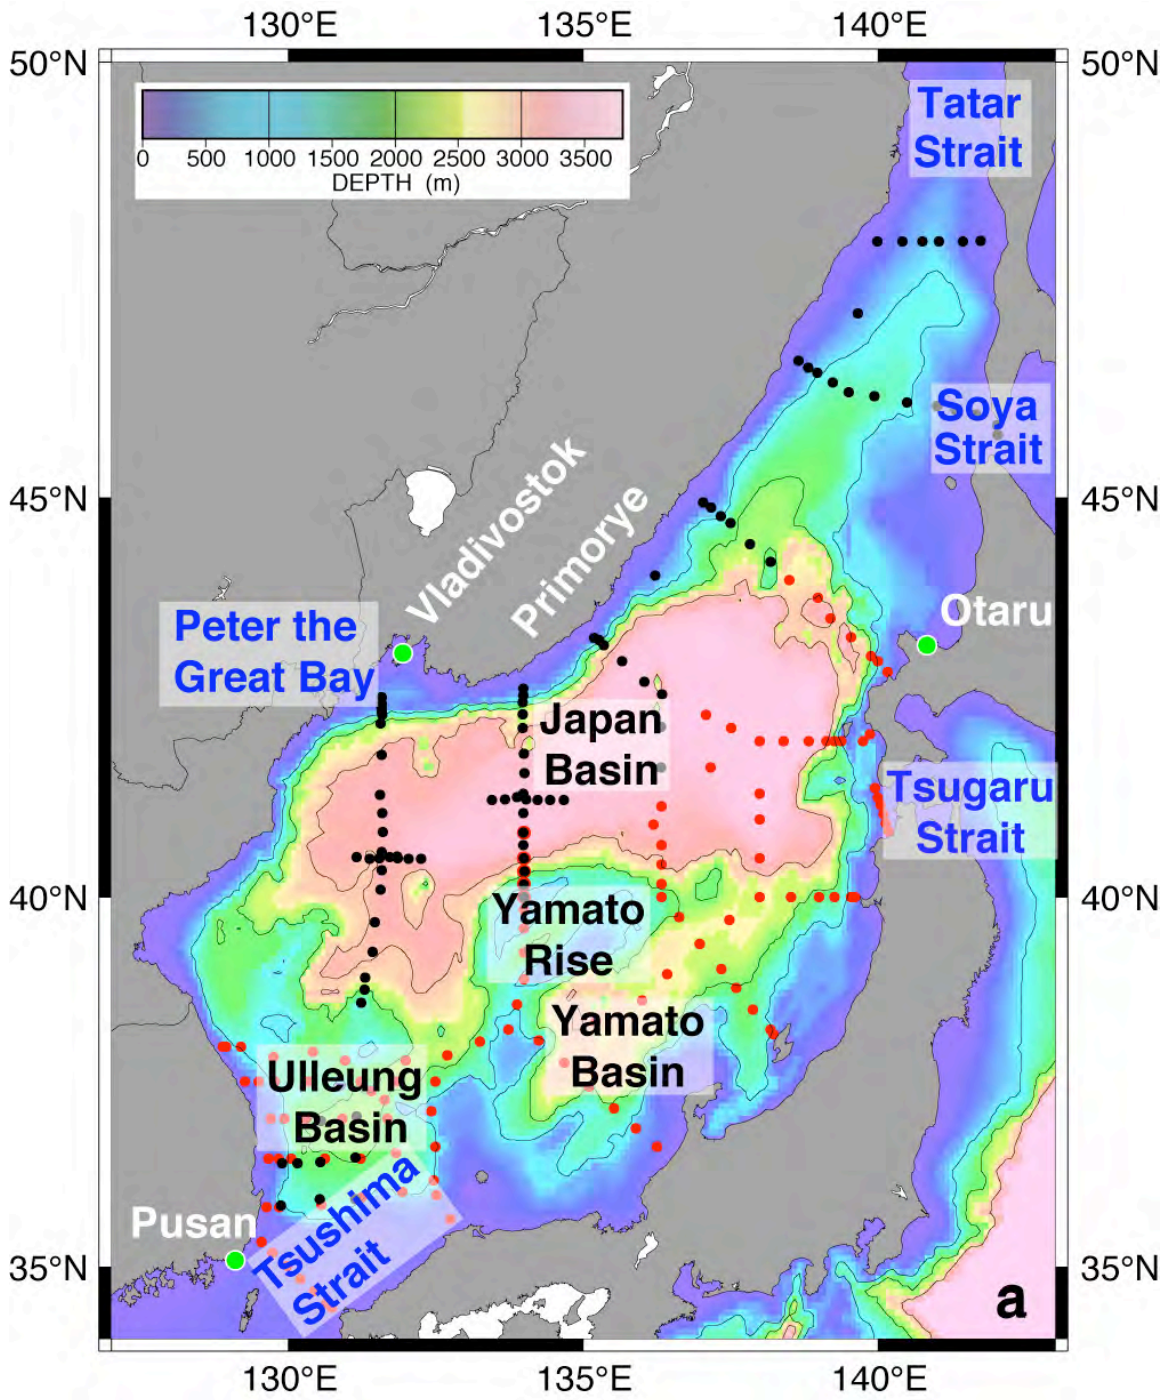 130°E 135°E 140°E
50°N 50°N
0 500 1000 1500 2000 2500 3000 3500
DEPTH (m)
Tatar
Strait
Soya
Strait
45°N 45°N
Vladivostok
Primorye
Otaru
Peter the
Great Bay
Japan
Basin
Tsugaru
Strait
40°N 40°N
Yamato
Rise
Yamato
Basin
Ulleung
Basin
Pusan
Tsushima
Strait
35°N 35°N
a
130°E 135°E 140°E